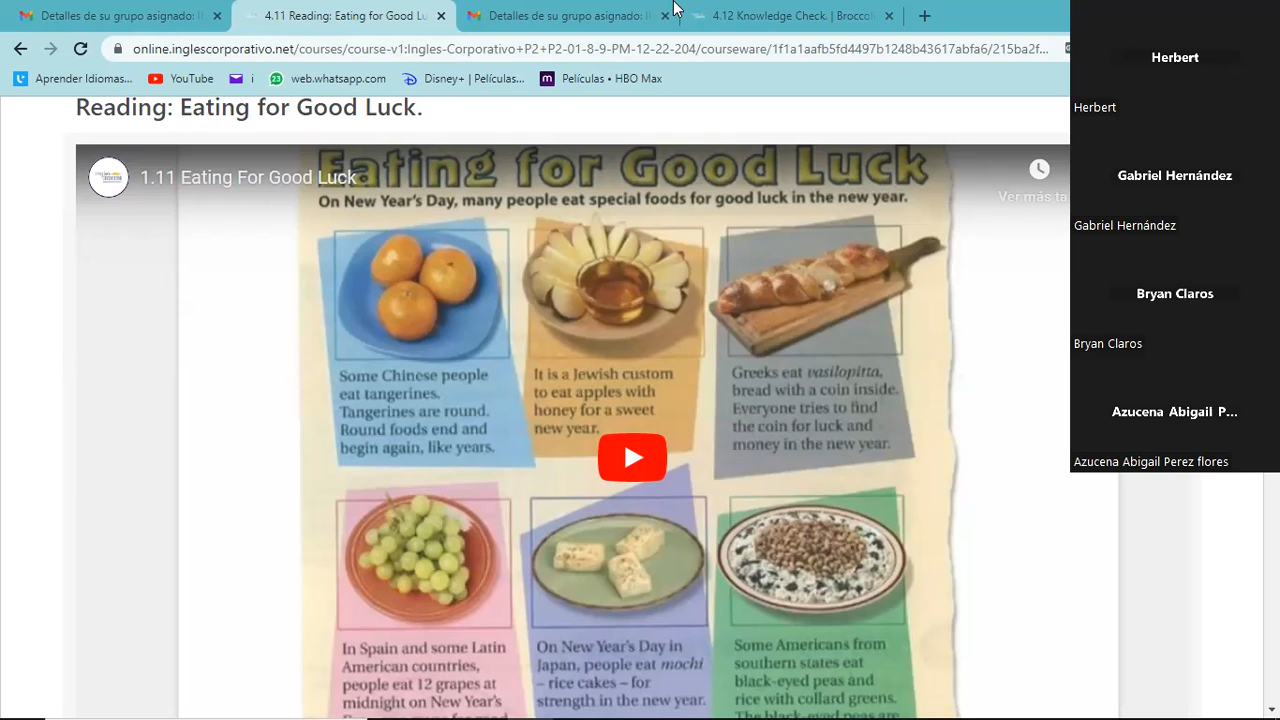 Detalles de su grupo asignado: I
4.11 Reading: Eating for Good Lu
Detalles de su grupo asignado: I
4.12 Knowledge Check. | Broccoli
online.inglescorporativo.net/courses/course-v1:Ingles-Corporativo+P2+P2-01-8-9-PM-12-22-204/courseware/1f1a1aafb5fd4497b1248b43617abfa6/215ba2f...
Aprender Idiomas...
YouTube
i
web.whatsapp.com
Disney+ | Películas...
Películas • HBO Max
Reading: Eating for Good Luck.
1.11 Eating For Good Luck
Ver más ta
Eating for Good Luck
On New Year's Day, many people eat special foods for good luck in the new year.
Some Chinese people
eat tangerines.
Tangerines are round.
Round foods end and
begin again, like years.
It is a Jewish custom
to eat apples with
honey for a sweet
new year.
Greeks eat vasilopitta,
bread with a coin inside.
Everyone tries to find
the coin for luck and
money in the new year.
In Spain and some Latin
American countries,
people eat 12 grapes at
midnight on New Year's
On New Year's Day in
Japan, people eat mochi
– rice cakes – for
strength in the new year.
Some Americans from
southern states eat
black-eyed peas and
rice with collard greens.
The black-eyed peas are
Herbert
Herbert
Gabriel Hernández
Gabriel Hernández
Bryan Claros
Bryan Claros
Azucena Abigail P...
Azucena Abigail Perez flores